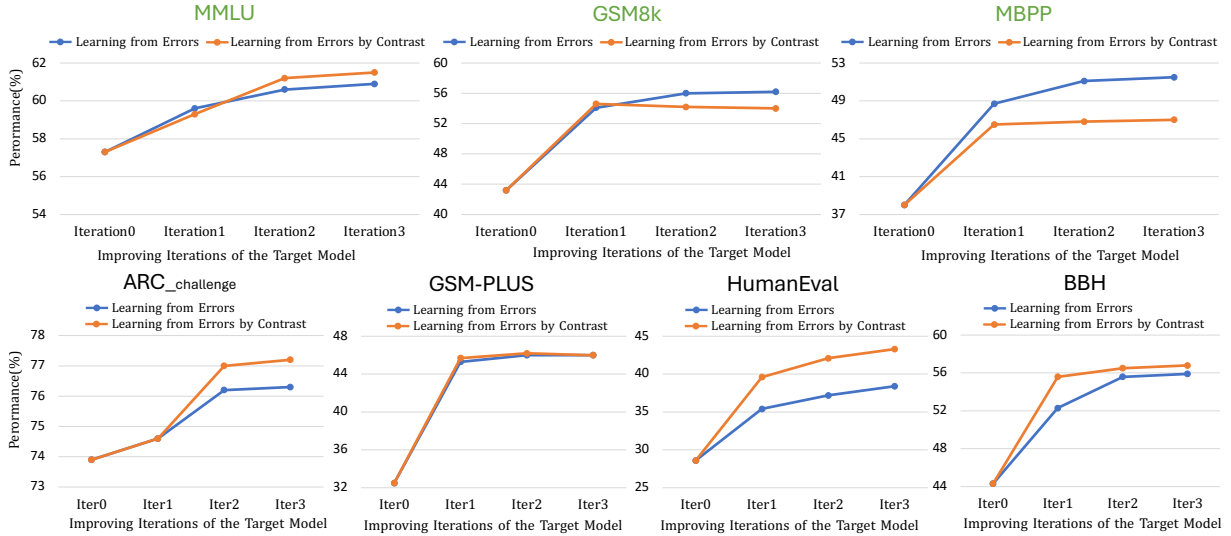 MMLU
Learning from Errors
Learning from Errors by Contrast
Perormance(%)
62
60
58
56
54
Iteration0
Iteration1
Iteration2
Iteration3
Improving Iterations of the Target Model
GSM8k
Learning from Errors
Learning from Errors by Contrast
60
56
52
48
44
40
Iteration0
Iteration1
Iteration2
Iteration3
Improving Iterations of the Target Model
MBPP
Learning from Errors
Learning from Errors by Contrast
53
49
45
41
37
Iteration0
Iteration1
Iteration2
Iteration3
Improving Iterations of the Target Model
ARC_challenge
Learning from Errors
Learning from Errors by Contrast
Perormance(%)
78
77
76
75
74
73
Iter0
Iter1
Iter2
Iter3
Improving Iterations of the Target Model
GSM-PLUS
Learning from Errors
Learning from Errors by Contrast
48
44
40
36
32
Iter0
Iter1
Iter2
Iter3
Improving Iterations of the Target Model
HumanEval
Learning from Errors
Learning from Errors by Contrast
45
40
35
30
25
Iter0
Iter1
Iter2
Iter3
Improving Iterations of the Target Model
BBH
Learning from Errors
Learning from Errors by Contrast
60
56
52
48
44
Iter0
Iter1
Iter2
Iter3
Improving Iterations of the Target Model